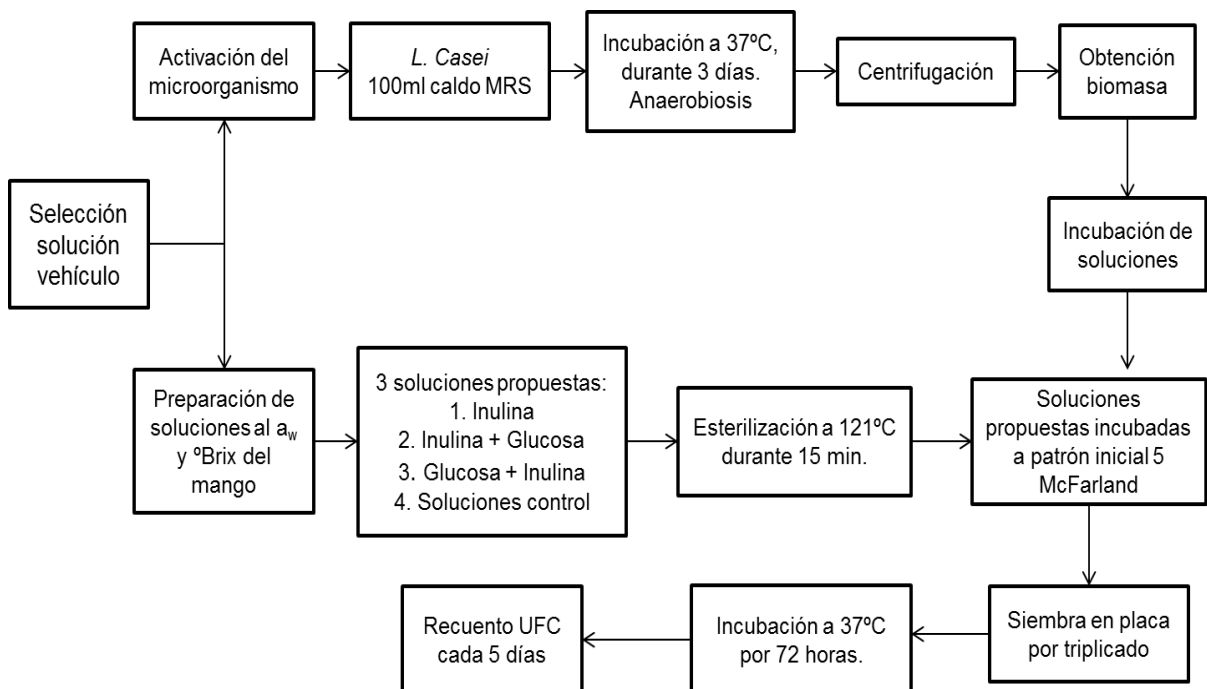 Activación del
microorganismo
L. Casei
100ml caldo MRS
Incubación a 37ºC,
durante 3 días.
Anaerobiosis
Centrifugación
Obtención
biomasa
Selección
solución
vehículo
Incubación de
soluciones
Preparación de
soluciones al aw
y ºBrix del
mango
3 soluciones propuestas:
1. Inulina
2. Inulina + Glucosa
3. Glucosa + Inulina
4. Soluciones control
Esterilización a 121ºC
durante 15 min.
Soluciones
propuestas incubadas
a patrón inicial 5
McFarland
Siembra en placa
por triplicado
Incubación a 37ºC
por 72 horas.
Recuento UFC
cada 5 días